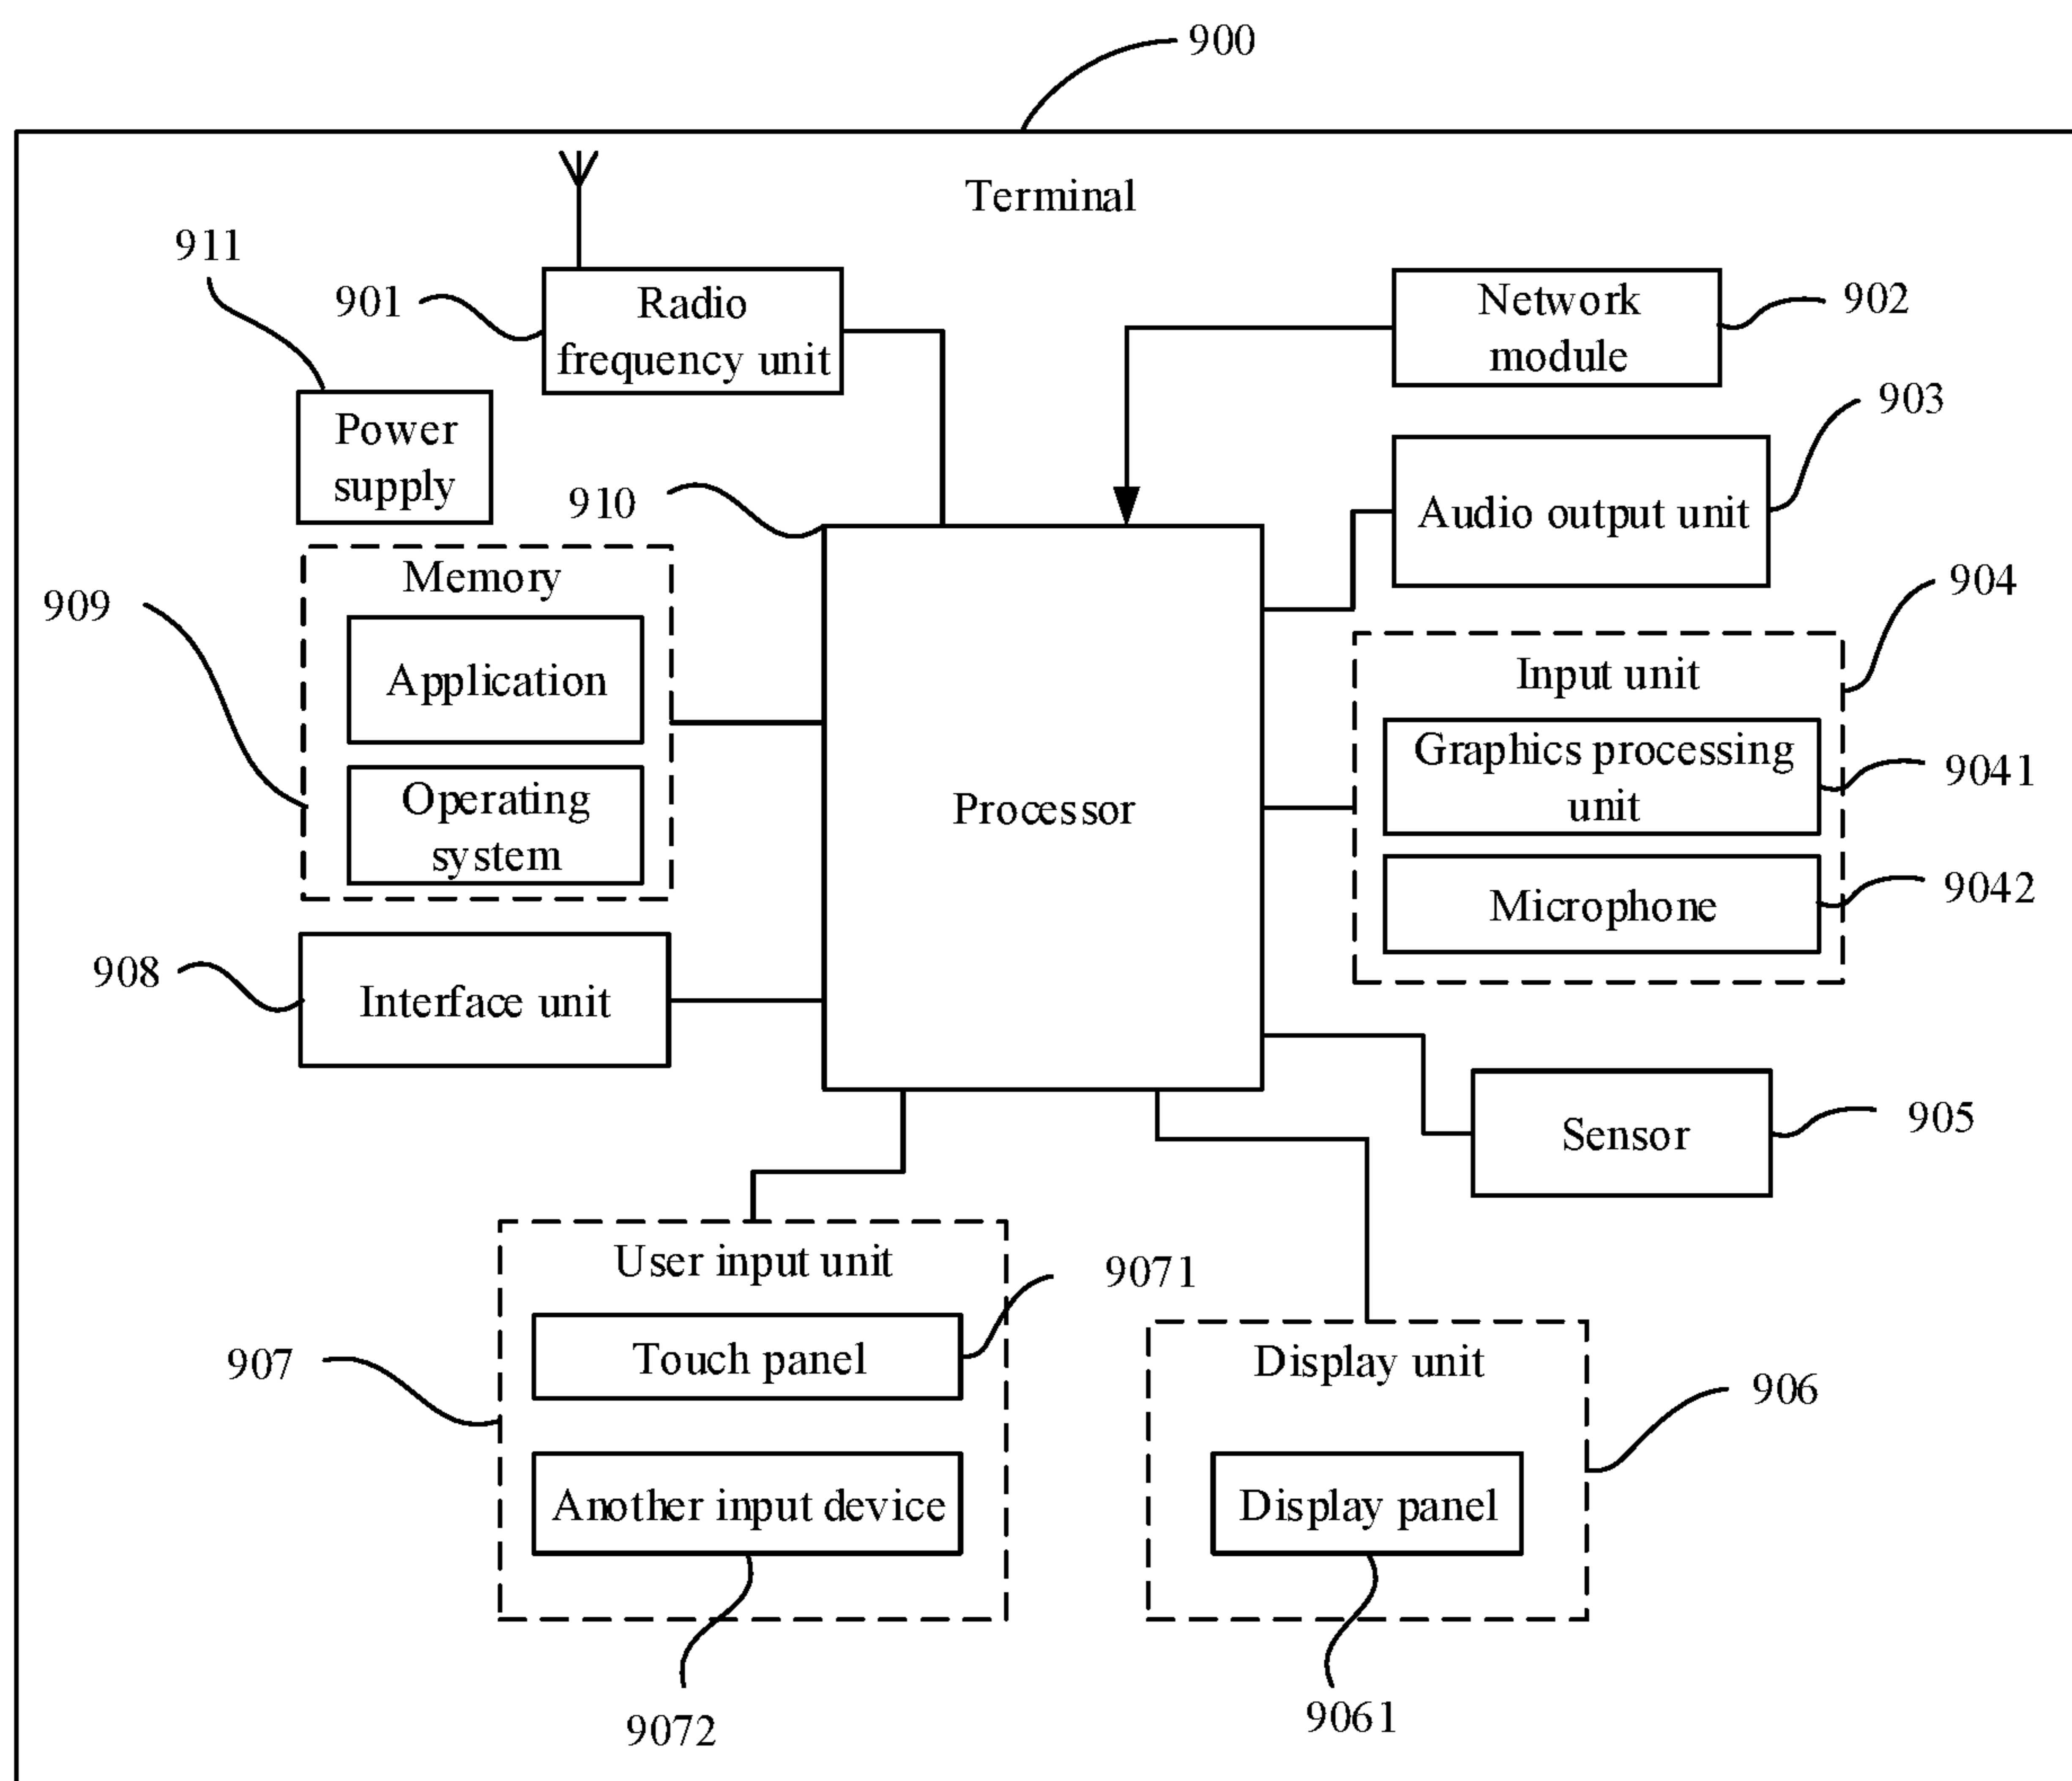 900
Terminal
911
901
Radio
frequency unit
Network
module
902
903
Power
supply
910
Audio output unit
Memory
909
Application
Operating
system
904
Input unit
Graphics processing
unit
9041
Processor
Microphone
9042
908
Interface unit
Sensor
905
User input unit
9071
907
Touch panel
Another input device
9072
Display unit
906
Display panel
9061